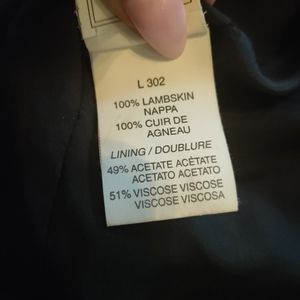 L 302
100% LAMBSKIN
NAPPA
100% CUIR DE
AGNEAU
LINING / DOUBLURE
49% ACETATE ACÈTATE
ACETATO ACETATO
51% VISCOSE VISCOSE
VISCOSE VISCOSA